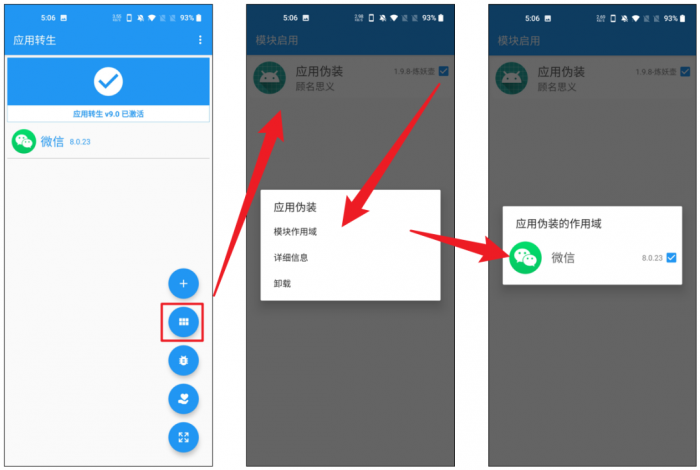 5:06
93%
应用转生
应用转生 v9.0 已激活
微信 8.0.23
5:06
93%
模块启用
应用伪装 1.9.8-炼妖壶
顾名思义
应用伪装
模块作用域
详细信息
卸载
5:06
93%
模块启用
应用伪装 1.9.8-炼妖壶
顾名思义
应用伪装的作用域
微信 8.0.23